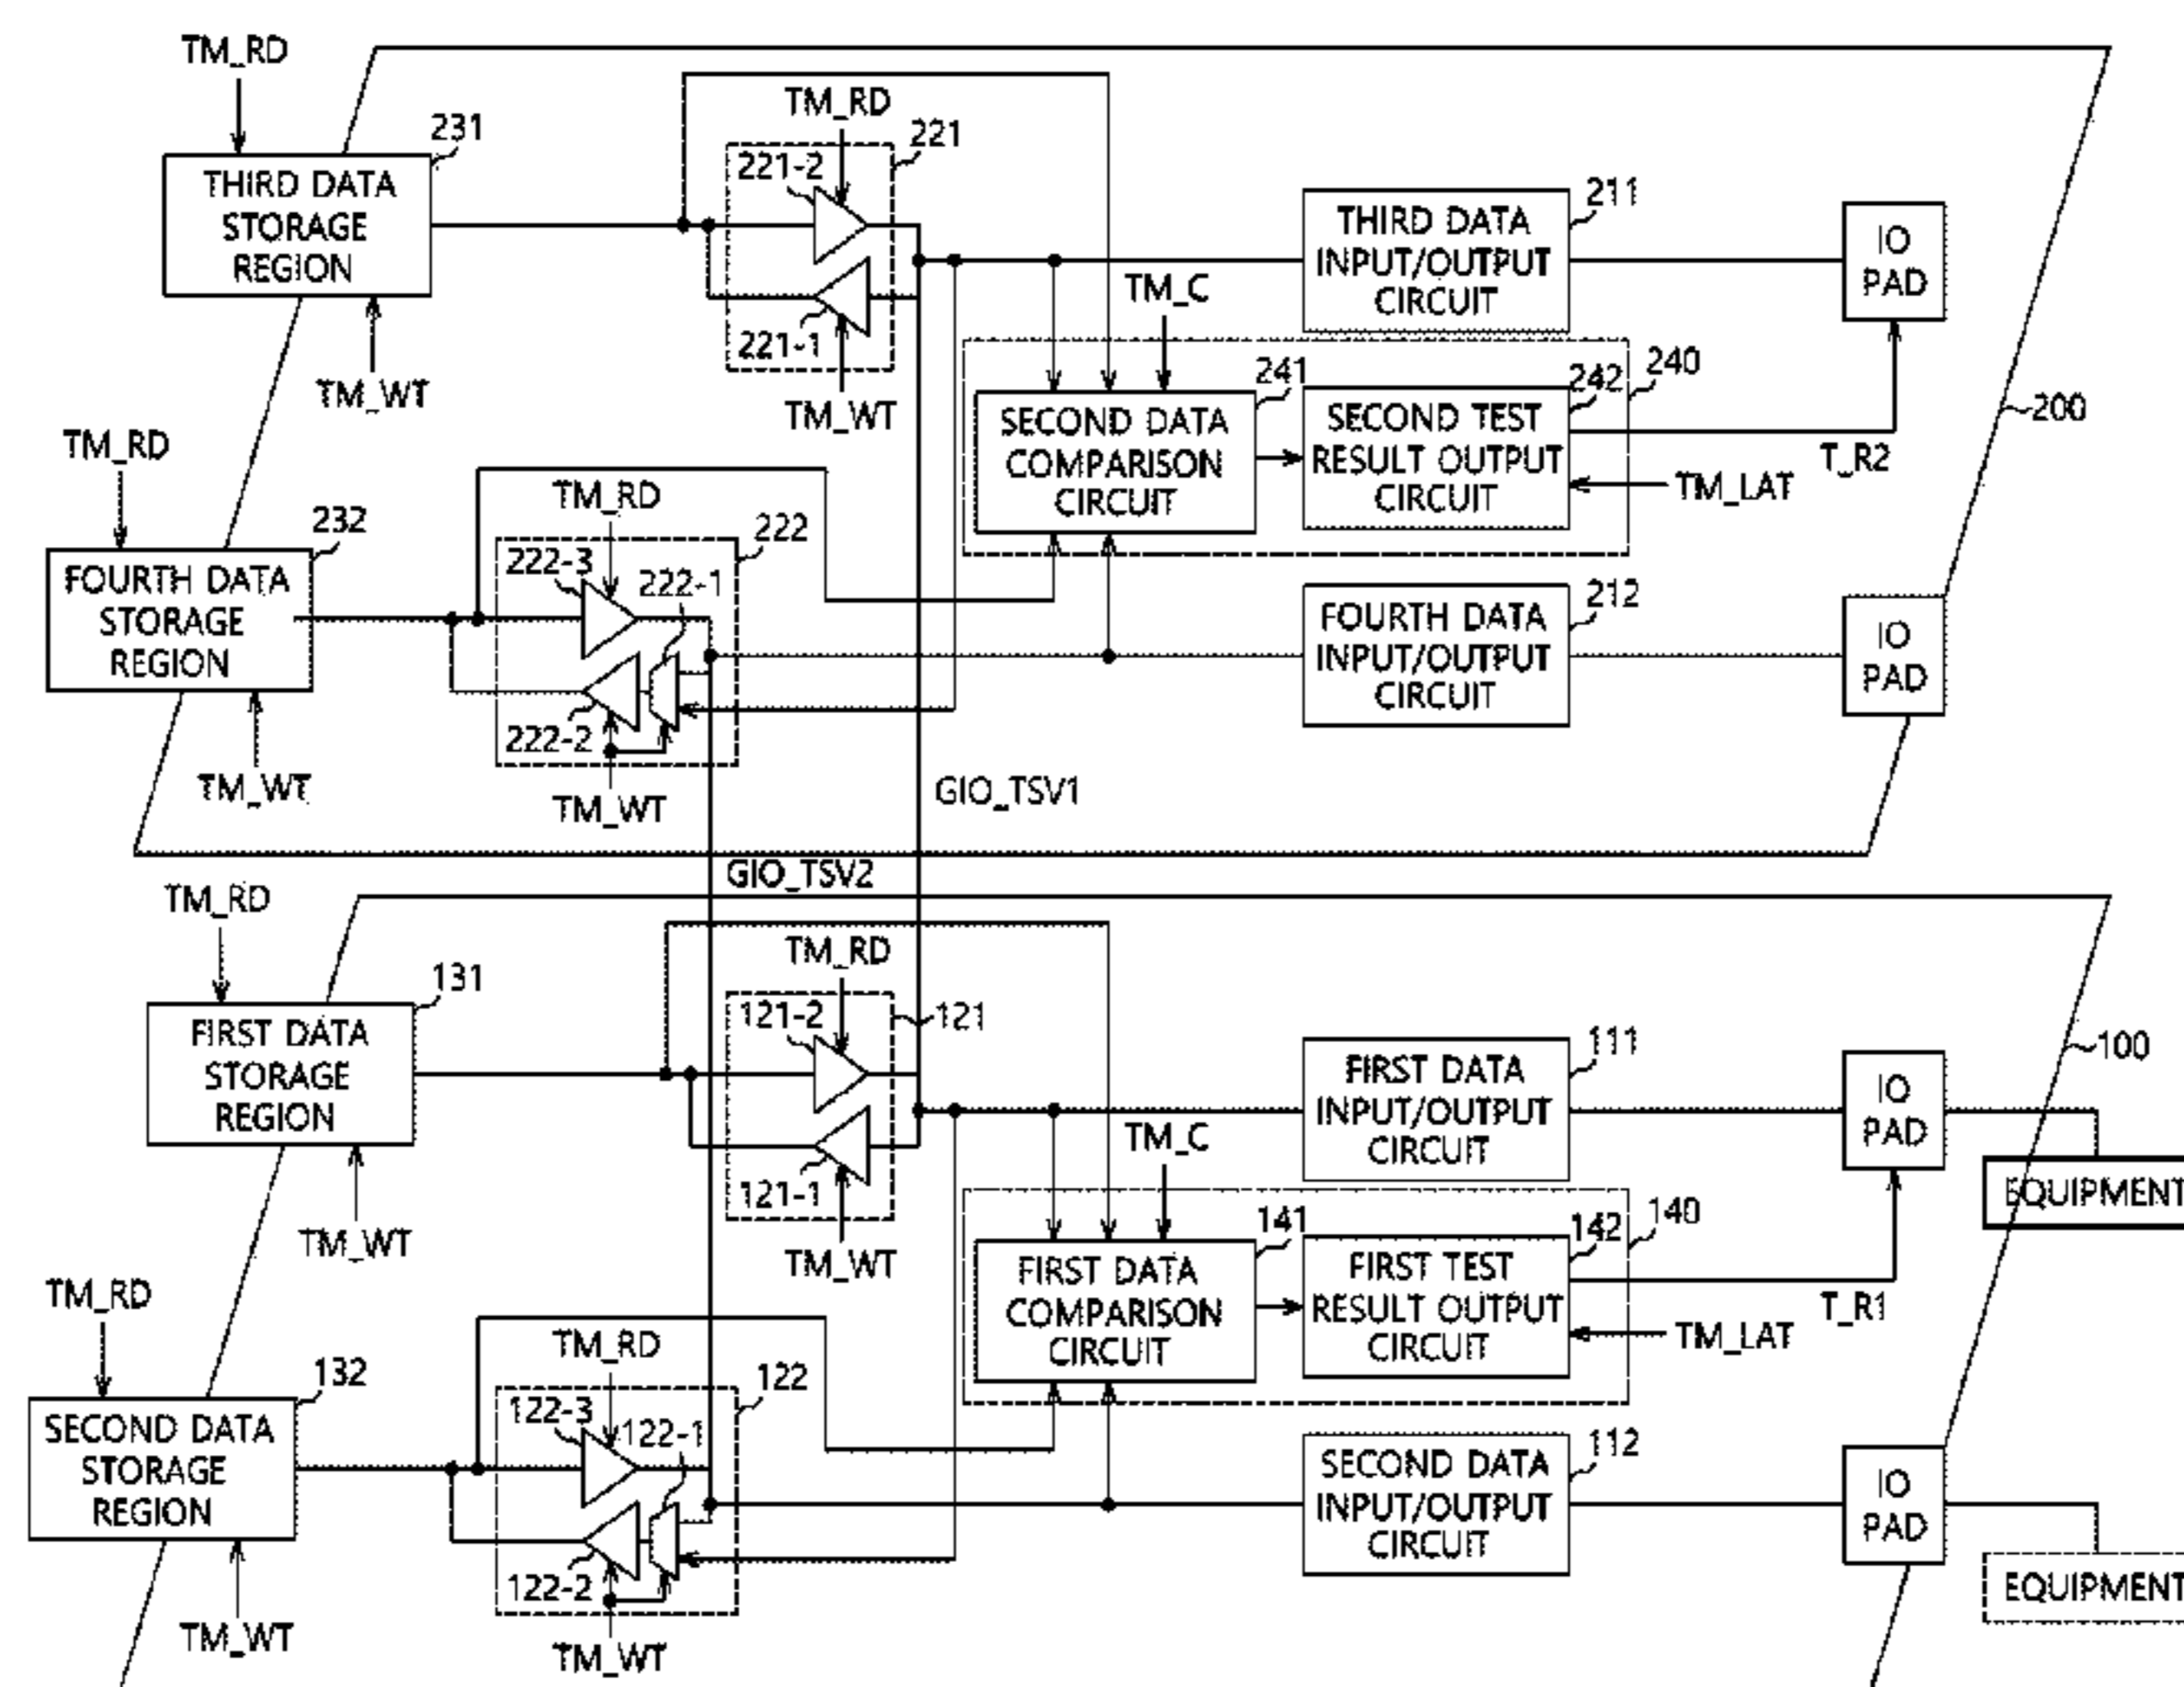 TM_RD
231
THIRD DATA
STORAGE
REGION
TM_WT
TM_RD
221
221-2
221-1
TM_WT
211
THIRD DATA
INPUT/OUTPUT
CIRCUIT
IO
PAD
TM_C
241
SECOND DATA
COMPARISON
CIRCUIT
242
SECOND TEST
RESULT OUTPUT
CIRCUIT
240
T_R2
TM_LAT
200
TM_RD
232
FOURTH DATA
STORAGE
REGION
TM_WT
TM_RD
222
222-3
222-1
222-2
TM_WT
212
FOURTH DATA
INPUT/OUTPUT
CIRCUIT
IO
PAD
GIO_TSV1
GIO_TSV2
TM_RD
131
FIRST DATA
STORAGE
REGION
TM_WT
TM_RD
121
121-2
121-1
TM_WT
111
FIRST DATA
INPUT/OUTPUT
CIRCUIT
IO
PAD
100
EQUIPMENT
TM_C
141
FIRST DATA
COMPARISON
CIRCUIT
142
FIRST TEST
RESULT OUTPUT
CIRCUIT
140
T_R1
TM_LAT
TM_RD
132
SECOND DATA
STORAGE
REGION
TM_WT
TM_RD
122
122-3
122-1
122-2
TM_WT
112
SECOND DATA
INPUT/OUTPUT
CIRCUIT
IO
PAD
EQUIPMENT